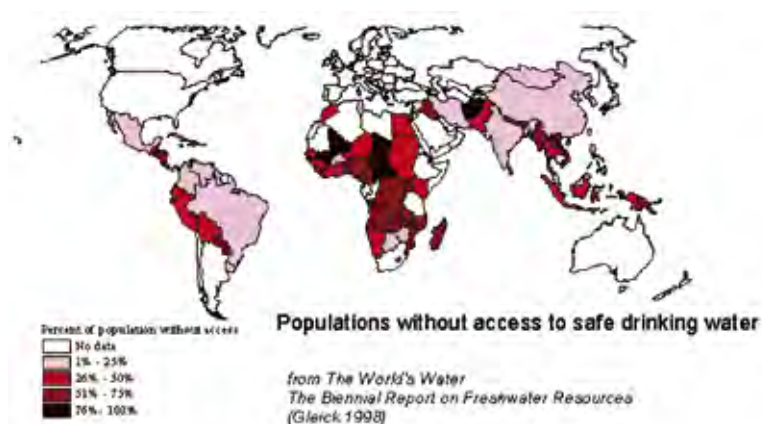 Populations without access to safe drinking water
Percent of population without access
No data
1% - 25%
26% - 50%
51% - 75%
76% - 100%
from The World's Water
The Biennial Report on Freshwater Resources
(Gleick 1998)